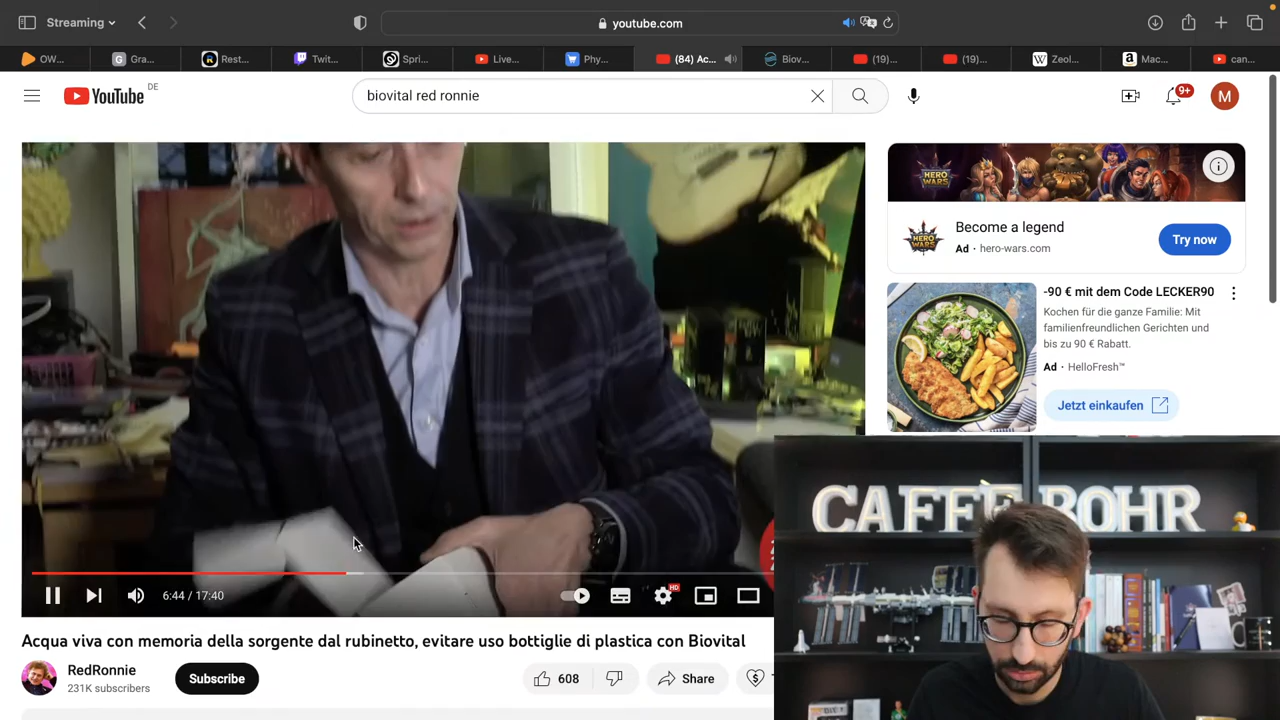 Streaming
youtube.com
OW...
Gra...
Rest...
Twit...
Spri...
Live...
Phy...
(84) Ac...
Biov...
(19)...
(19)...
Zeol...
Mac...
can...
YouTube DE
biovital red ronnie
9+
M
HERO WARS
Become a legend
Ad · hero-wars.com
Try now
-90 € mit dem Code LECKER90
Kochen für die ganze Familie: Mit
familienfreundlichen Gerichten und
bis zu 90 € Rabatt.
Ad · HelloFresh™
Jetzt einkaufen
CAFFE BOHR
6:44 / 17:40
HD
Acqua viva con memoria della sorgente dal rubinetto, evitare uso bottiglie di plastica con Biovital
RedRonnie
231K subscribers
Subscribe
608
Share